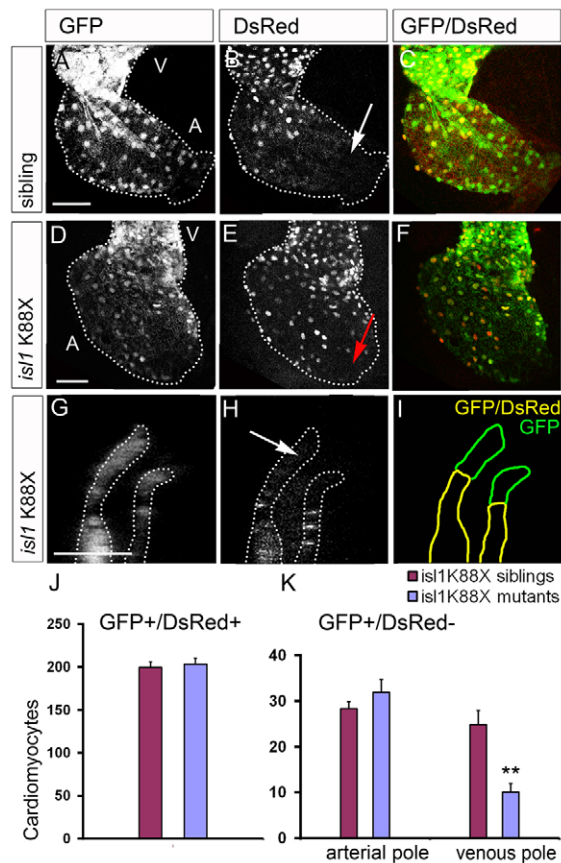 GFP DsRed GFP/DsRed
A V A B C
sibling
D V A E F
isl1 K88X
G H I GFP/DsRed
GFP
isl1 K88X
isl1K88X siblings
J K isl1K88X mutants
GFP+/DsRed+ GFP+/DsRed-
250 40
200
30
150
20
100
10
50
**
0 0
Cardiomyocytes
arterial pole venous pole